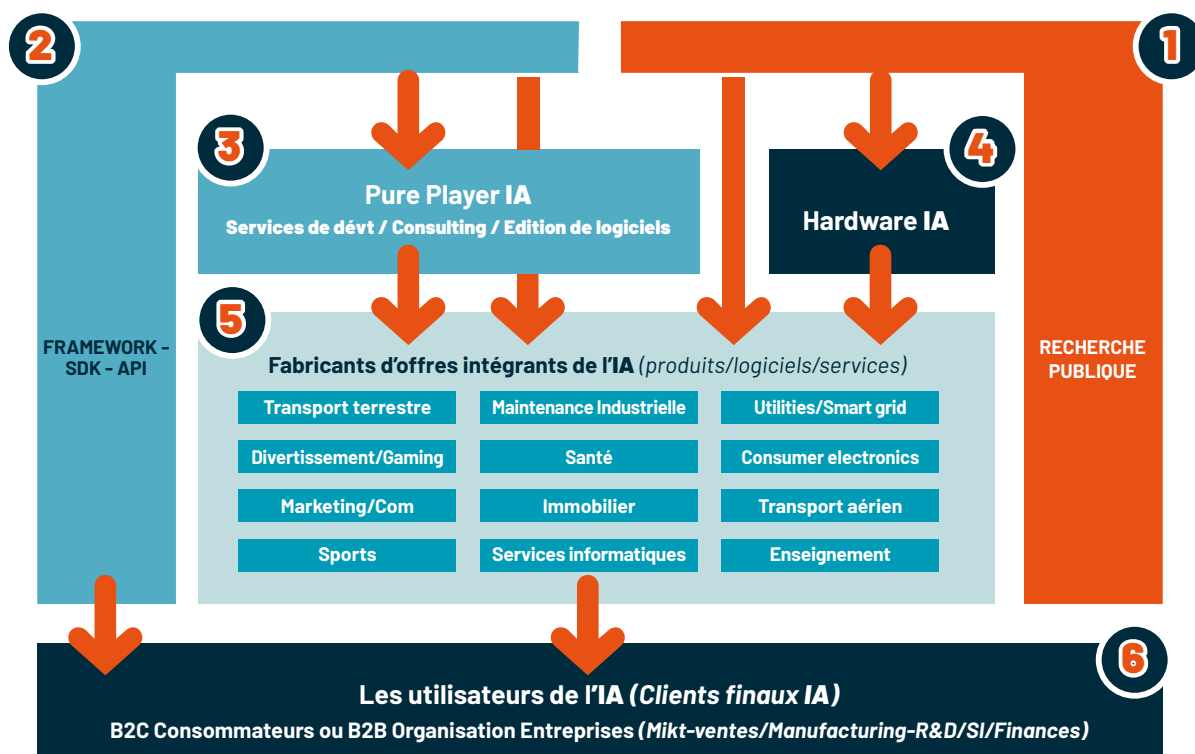 2
1
3
4
Pure Player IA
Services de dévt / Consulting / Edition de logiciels
Hardware IA
5
FRAMEWORK -
SDK - API
RECHERCHE
PUBLIQUE
Fabricants d'offres intégrants de l'IA (produits/logiciels/services)
Transport terrestre
Maintenance Industrielle
Utilities/Smart grid
Divertissement/Gaming
Santé
Consumer electronics
Marketing/Com
Immobilier
Transport aérien
Sports
Services informatiques
Enseignement
6
Les utilisateurs de l'IA (Clients finaux IA)
B2C Consommateurs ou B2B Organisation Entreprises (Mikt-ventes/Manufacturing-R&D/SI/Finances)